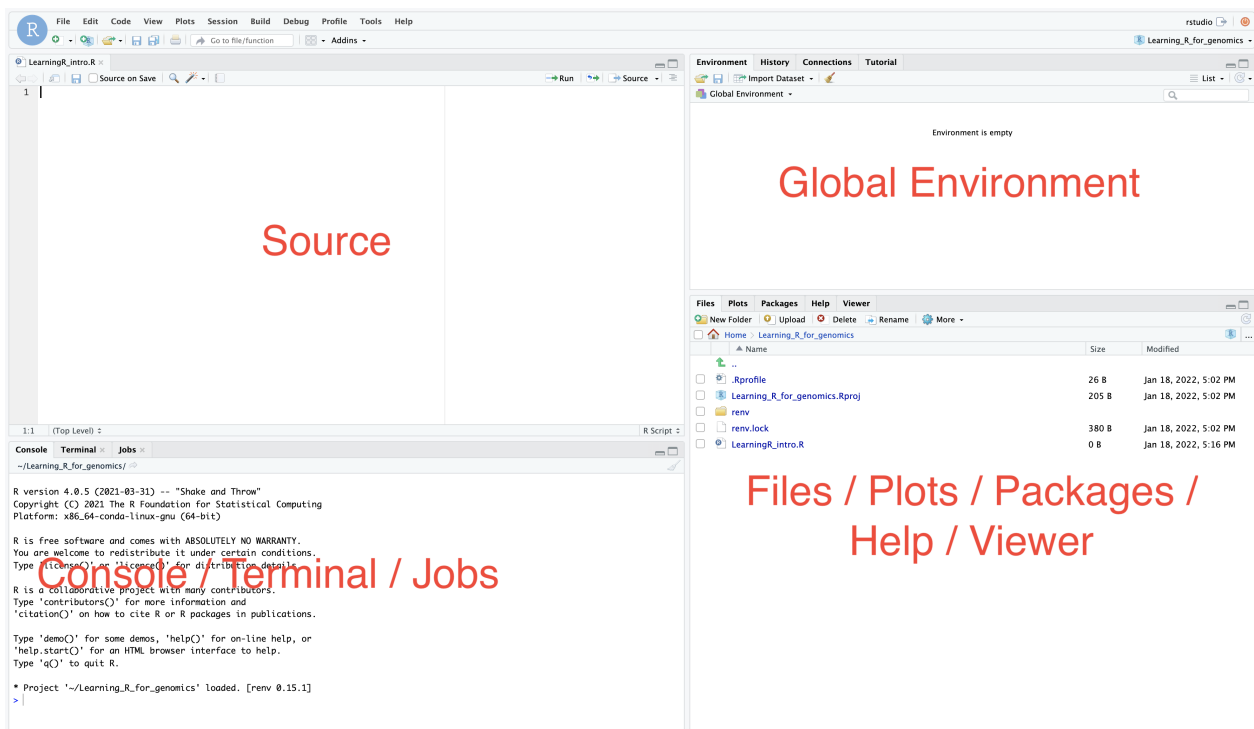 R
File Edit Code View Plots Session Build Debug Profile Tools Help
rstudio
Go to file/function
Addins
Learning_R_for_genomics
LearningR_intro.R
Source on Save
Run
Source
1
Source
1:1 (Top Level)
R Script
Console Terminal Jobs
~/Learning_R_for_genomics/
R version 4.0.5 (2021-03-31) -- "Shake and Throw"
Copyright (C) 2021 The R Foundation for Statistical Computing
Platform: x86_64-conda-linux-gnu (64-bit)
R is free software and comes with ABSOLUTELY NO WARRANTY.
You are welcome to redistribute it under certain conditions.
Type 'license()' or 'licence()' for distribution details.
Console / Terminal / Jobs
R is a collaborative project with many contributors.
Type 'contributors()' for more information and
'citation()' on how to cite R or R packages in publications.
Type 'demo()' for some demos, 'help()' for on-line help, or
'help.start()' for an HTML browser interface to help.
Type 'q()' to quit R.
* Project '~/Learning_R_for_genomics' loaded. [renv 0.15.1]
>
Environment History Connections Tutorial
Import Dataset
List
Global Environment
Environment is empty
Global Environment
Files Plots Packages Help Viewer
New Folder Upload Delete Rename More
Home Learning_R_for_genomics
...
Name Size Modified
..
.Rprofile 26 B Jan 18, 2022, 5:02 PM
Learning_R_for_genomics.Rproj 205 B Jan 18, 2022, 5:02 PM
renv
renv.lock 380 B Jan 18, 2022, 5:02 PM
LearningR_intro.R 0 B Jan 18, 2022, 5:16 PM
Files / Plots / Packages /
Help / Viewer